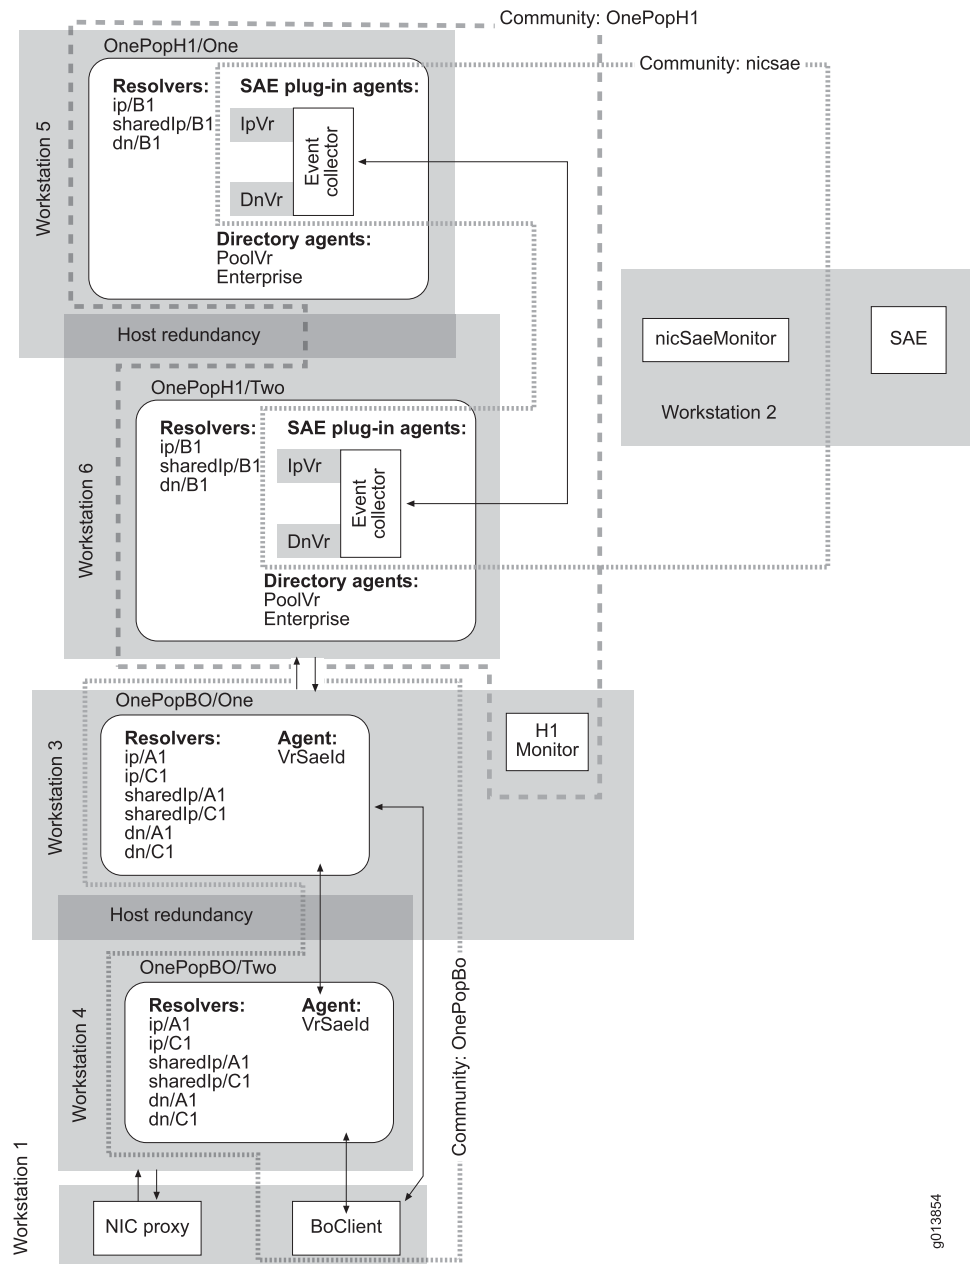 Community: OnePopH1
OnePopH1/One
Community: nicsae
Workstation 5
Resolvers:
ip/B1
sharedIp/B1
dn/B1
SAE plug-in agents:
IpVr
DnVr
Event
collector
Directory agents:
PoolVr
Enterprise
Host redundancy
nicSaeMonitor
SAE
Workstation 2
OnePopH1/Two
Workstation 6
Resolvers:
ip/B1
sharedIp/B1
dn/B1
SAE plug-in agents:
IpVr
DnVr
Event
collector
Directory agents:
PoolVr
Enterprise
OnePopBO/One
Workstation 3
Resolvers:
ip/A1
ip/C1
sharedIp/A1
sharedIp/C1
dn/A1
dn/C1
Agent:
VrSaeId
H1
Monitor
Host redundancy
OnePopBO/Two
Workstation 4
Resolvers:
ip/A1
ip/C1
sharedIp/A1
sharedIp/C1
dn/A1
dn/C1
Agent:
VrSaeId
Community: OnePopBo
Workstation 1
NIC proxy
BoClient
g013854